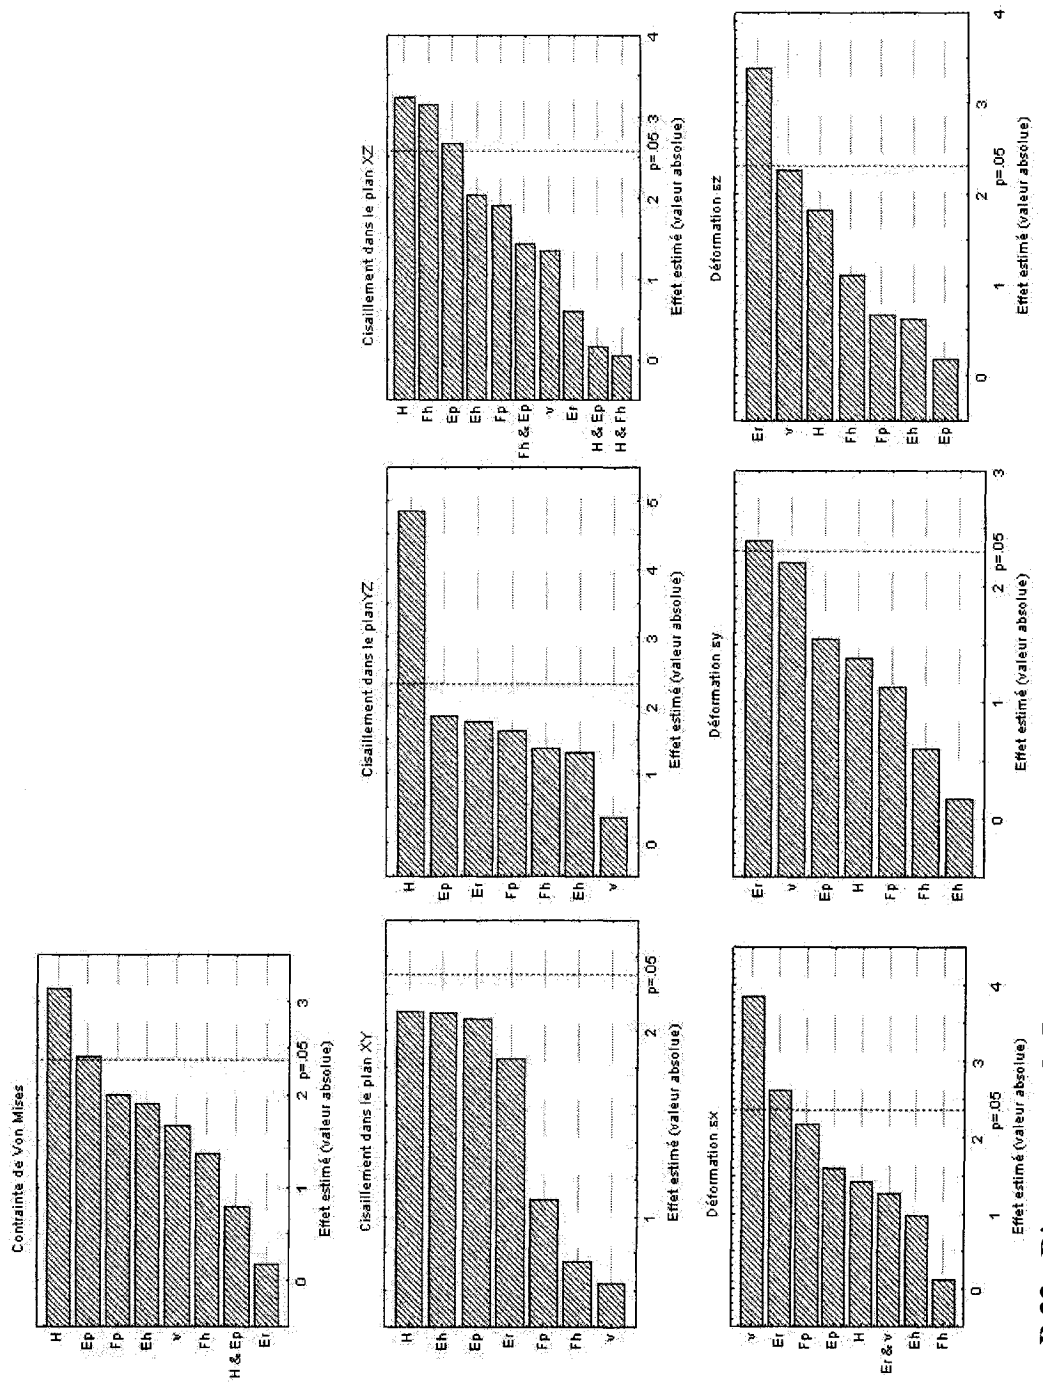 Contrainte de Von Mises
H
Ep
Fp
Eh
v
Fh
H & Ep
Er
0
1
2
p=.05
3
Effet estimé (valeur absolue)
Cisaillement dans le plan XY
H
Eh
Ep
Er
Fp
Fh
v
1
2
p=.05
Effet estimé (valeur absolue)
Cisaillement dans le planYZ
H
Ep
Er
Fp
Fh
Eh
v
0
1
2
3
4
5
Effet estimé (valeur absolue)
Cisaillement dans le plan XZ
H
Fh
Ep
Eh
Fp
Fh & Ep
v
Er
H & Ep
H & Fh
0
1
2
p=.05
3
4
Effet estimé (valeur absolue)
Déformation εx
v
Er
Fp
Ep
H
Er & v
Eh
Fh
0
1
2
p=.05
3
4
Effet estimé (valeur absolue)
Déformation εy
Er
v
Ep
H
Fp
Fh
Eh
0
1
2
p=.05
3
Effet estimé (valeur absolue)
Déformation εz
Er
v
H
Fh
Fp
Eh
Ep
0
1
2
p=.05
3
4
Effet estimé (valeur absolue)